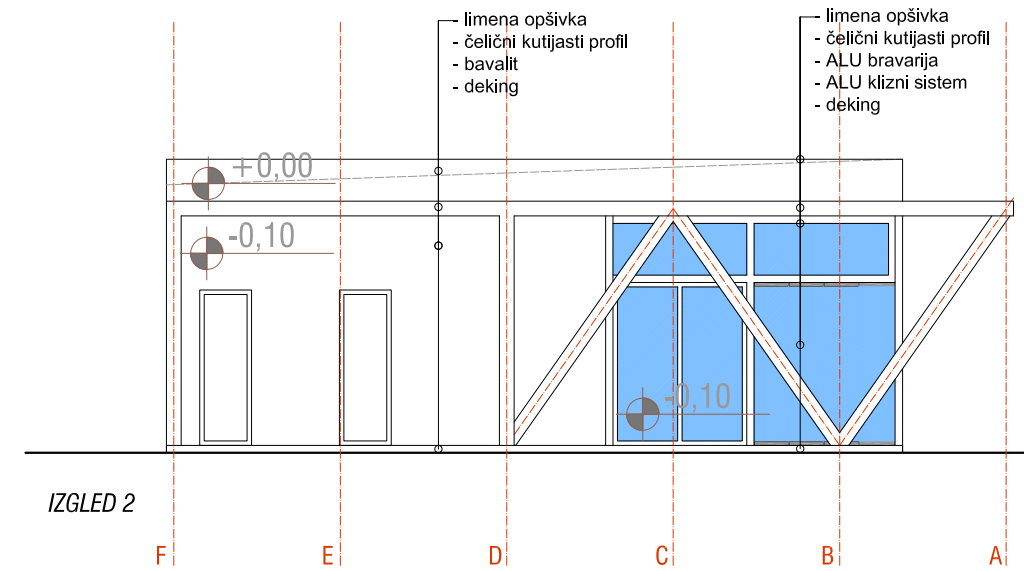 - limena opšivka
- čelični kutijasti profil
- bavalit
- deking
- limena opšivka
- čelični kutijasti profil
- ALU bravarija
- ALU klizni sistem
- deking
+0,00
-0,10
-0,10
IZGLED 2
F E D C B A